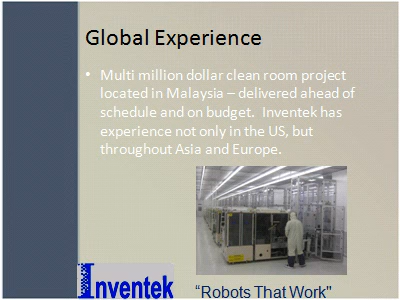 Global Experience
• Multi million dollar clean room project
located in Malaysia – delivered ahead of
schedule and on budget.  Inventek has
experience not only in the US, but
throughout Asia and Europe.
Inventek
“Robots That Work"